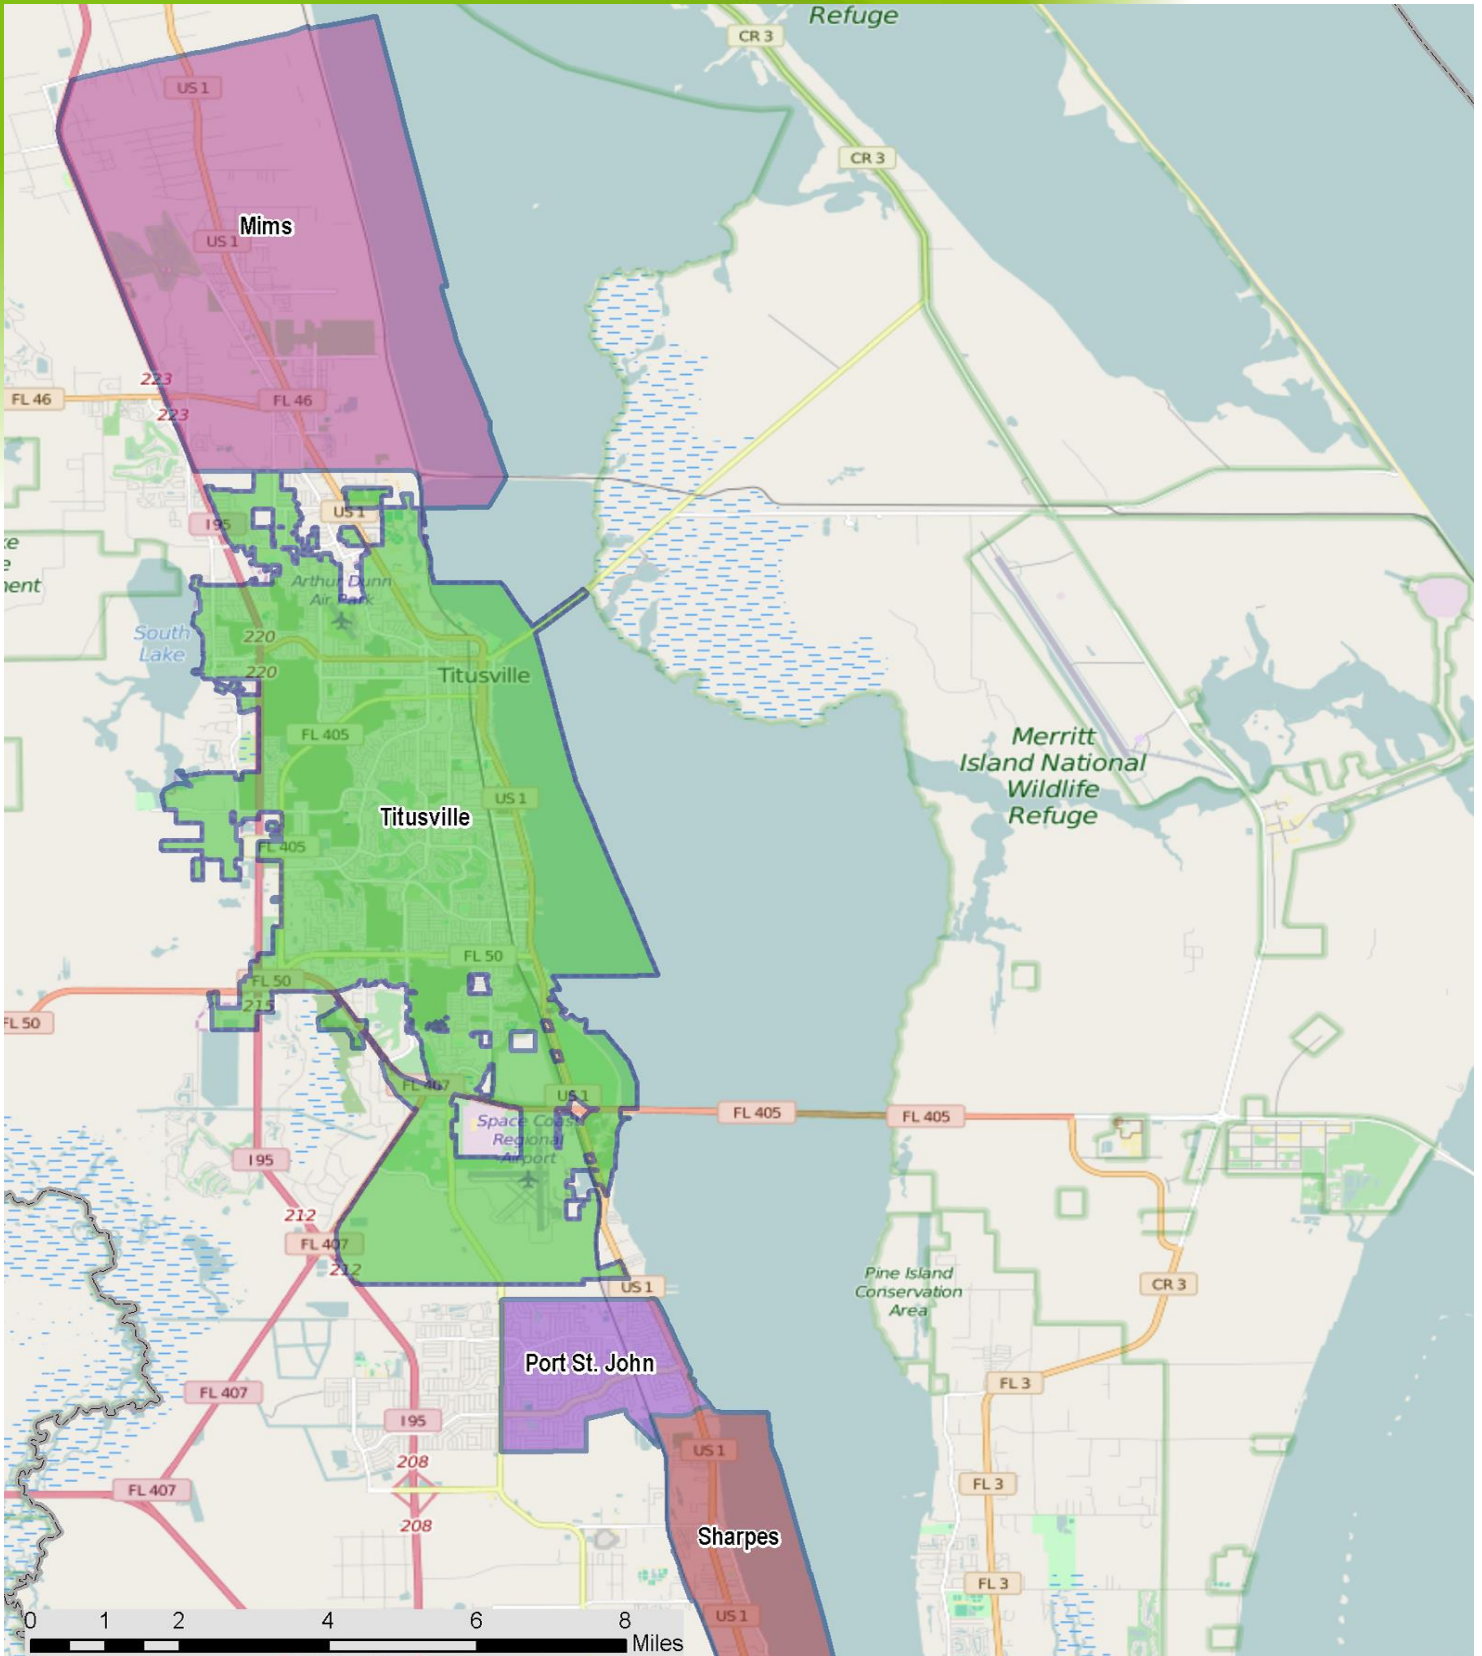 Refuge
CR 3
US 1
CR 3
Mims
US 1
223
FL 46
FL 46
223
US 1
I 95
ke
e
ment
Arthur Dunn
Air Park
South
Lake
220
220
Titusville
FL 405
Merritt
Island National
Wildlife
Refuge
US 1
Titusville
FL 405
FL 50
FL 50
215
FL 50
FL 407
US 1
FL 405
FL 405
Space Coast
Regional
Airport
I 95
212
FL 407
212
US 1
Pine Island
Conservation
Area
CR 3
Port St. John
FL 407
FL 3
I 95
US 1
208
FL 407
FL 3
208
Sharpes
FL 3
US 1
0 1 2 4 6 8
Miles